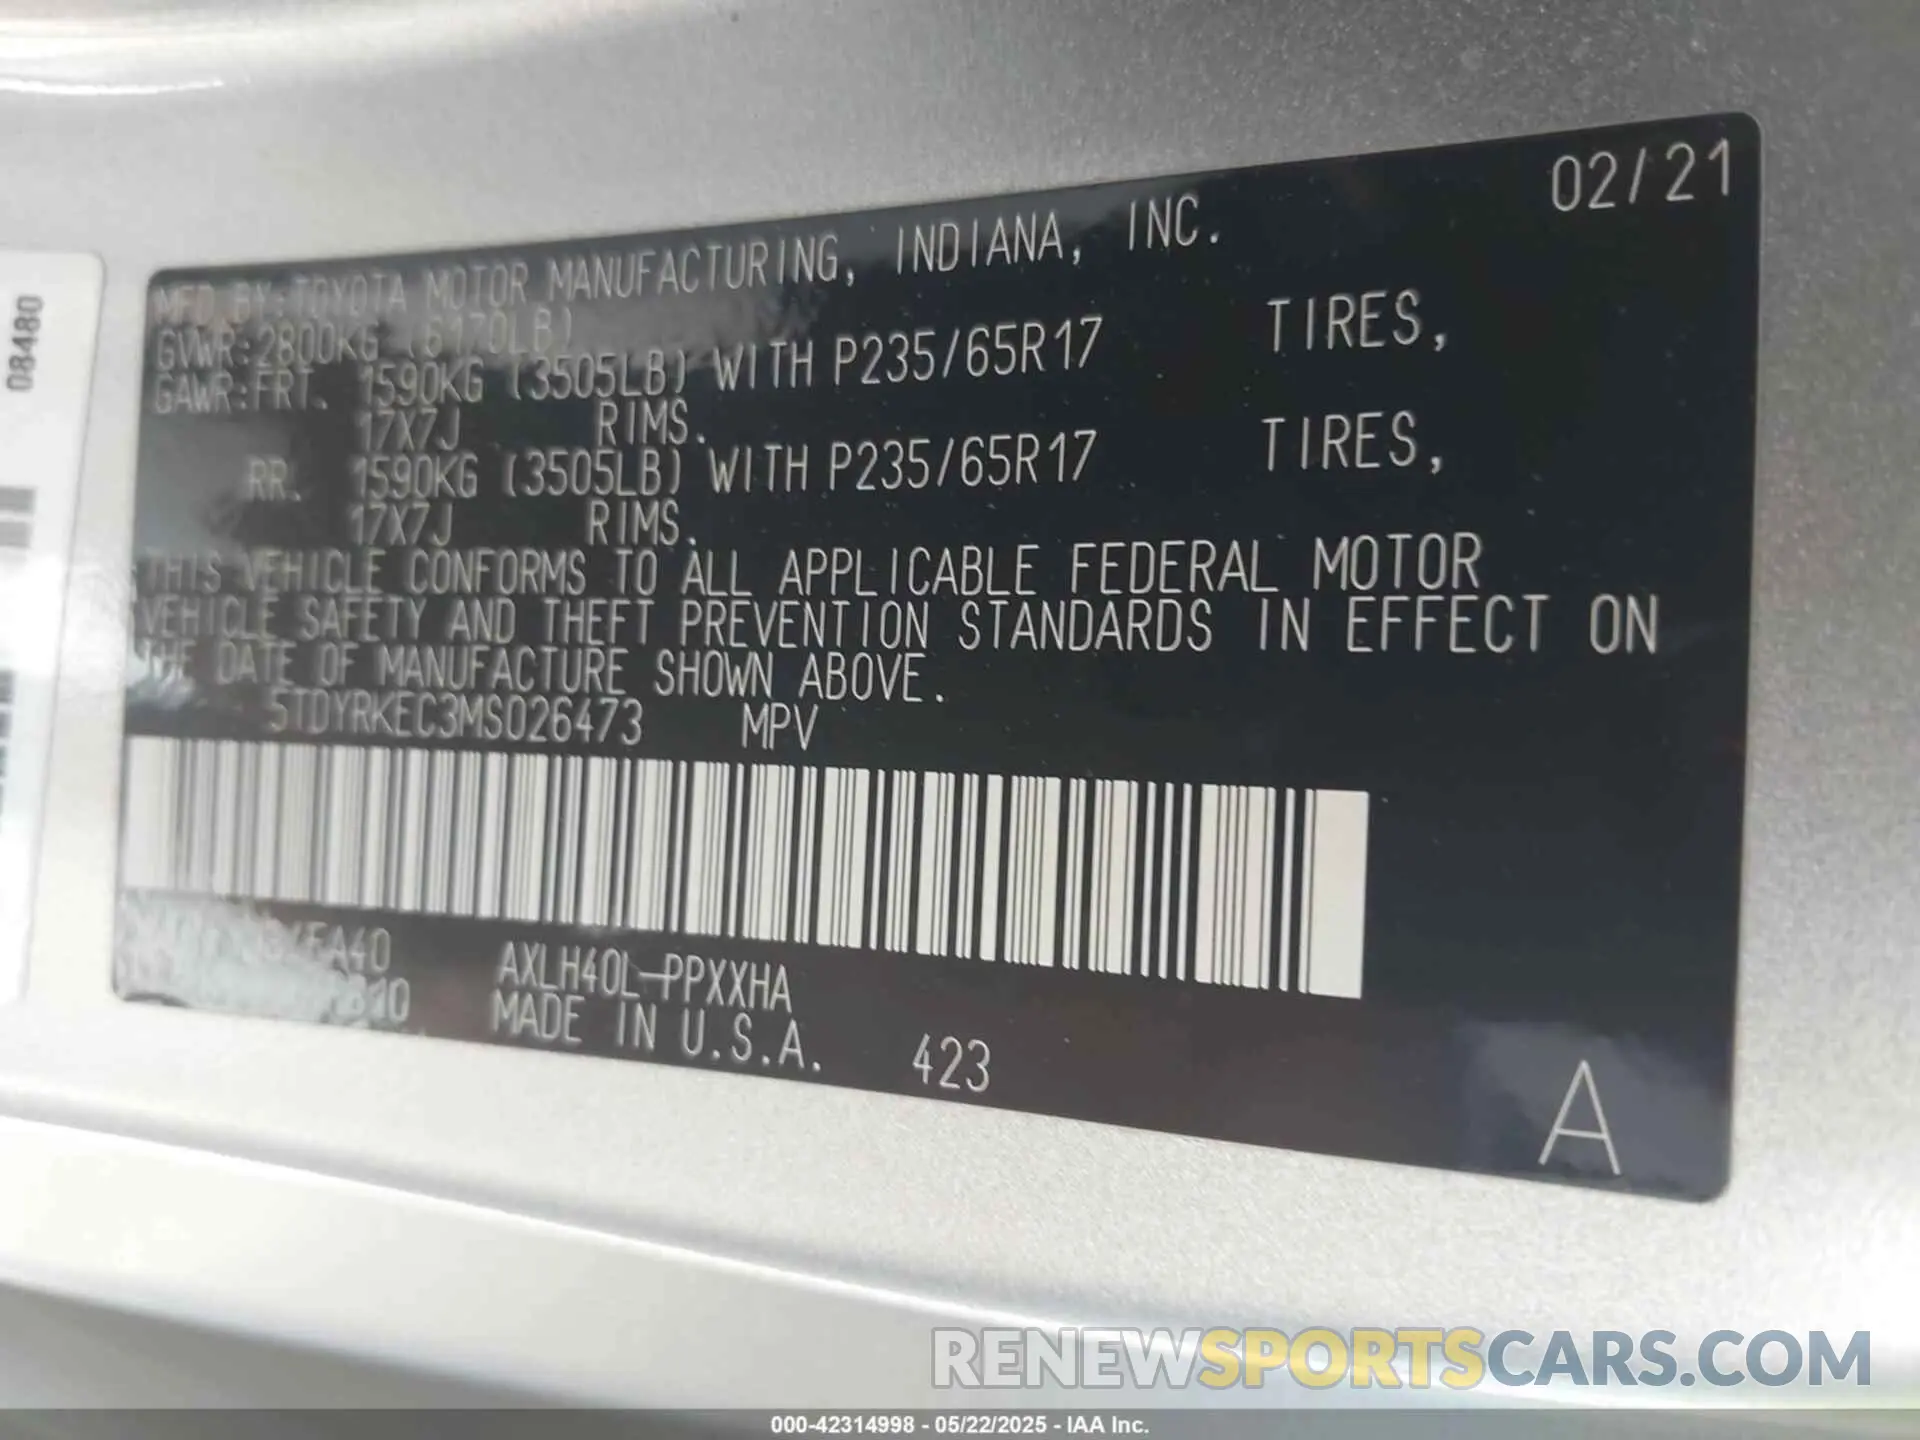 02/21
MFD.BY:TOYOTA MOTOR MANUFACTURING, INDIANA, INC.
GVWR:2800KG (6170LB)
GAWR:FRT. 1590KG (3505LB) WITH P235/65R17 TIRES,
17X7J RIMS.
RR. 1590KG (3505LB) WITH P235/65R17 TIRES,
17X7J RIMS.
THIS VEHICLE CONFORMS TO ALL APPLICABLE FEDERAL MOTOR
VEHICLE SAFETY AND THEFT PREVENTION STANDARDS IN EFFECT ON
THE DATE OF MANUFACTURE SHOWN ABOVE.
5TDYRKEC3MS026473 MPV
AXLH40L-PPXXHA
MADE IN U.S.A. 423
A
08480
RENEWSPORTSCARS.COM
000-42314998 - 05/22/2025 - IAA Inc.